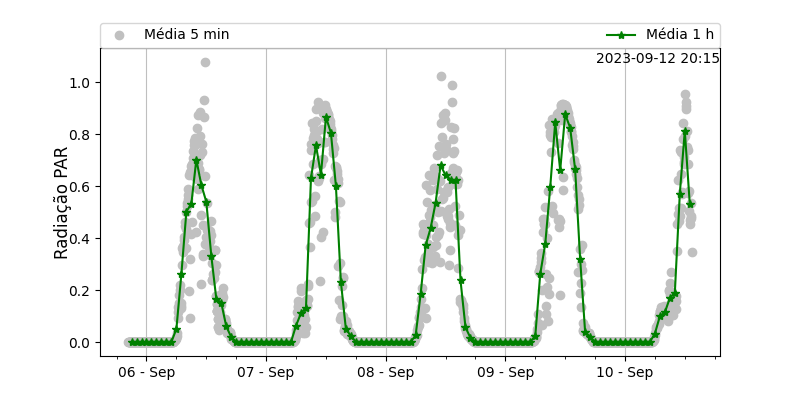 Média 5 min
Média 1 h
2023-09-12 20:15
Radiação PAR
1.0
0.8
0.6
0.4
0.2
0.0
06 - Sep
07 - Sep
08 - Sep
09 - Sep
10 - Sep